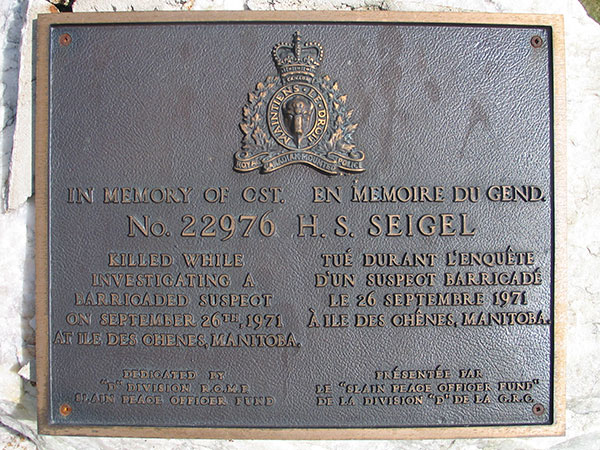 MAINTIENS LE DROIT
ROYAL CANADIAN MOUNTED POLICE
IN MEMORY OF CST.
EN MEMOIRE DU GEND.
No. 22976 H. S. SEIGEL
KILLED WHILE
INVESTIGATING A
BARRICADED SUSPECT
ON SEPTEMBER 26TH, 1971
AT ILE DES CHENES, MANITOBA.
TUÉ DURANT L'ENQUÊTE
D'UN SUSPECT BARRICADÉ
LE 26 SEPTEMBRE 1971
À ILE DES CHÊNES, MANITOBA.
DEDICATED BY
"D" DIVISION R.C.M.P.
SLAIN PEACE OFFICER FUND
PRÉSENTÉE PAR
LE "SLAIN PEACE OFFICER FUND"
DE LA DIVISION "D" DE LA G.R.C.